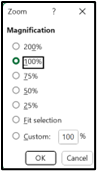 Zoom ? ×
Magnification
200%
100%
75%
50%
25%
Fit selection
Custom: 100 %
OK Cancel